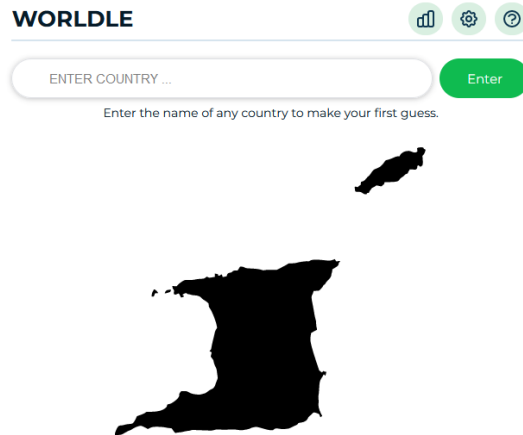 WORLDLE
ENTER COUNTRY ...
Enter
Enter the name of any country to make your first guess.